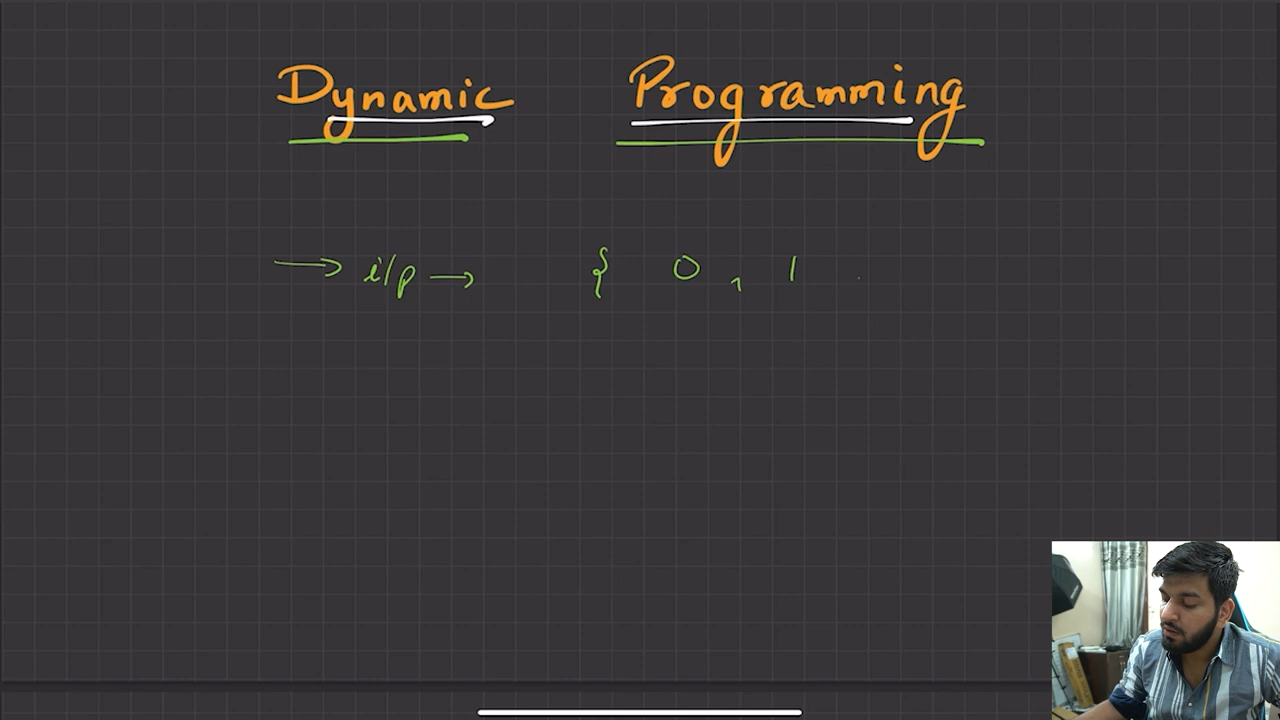 Dynamic Programming
→ i/p → { 0, 1